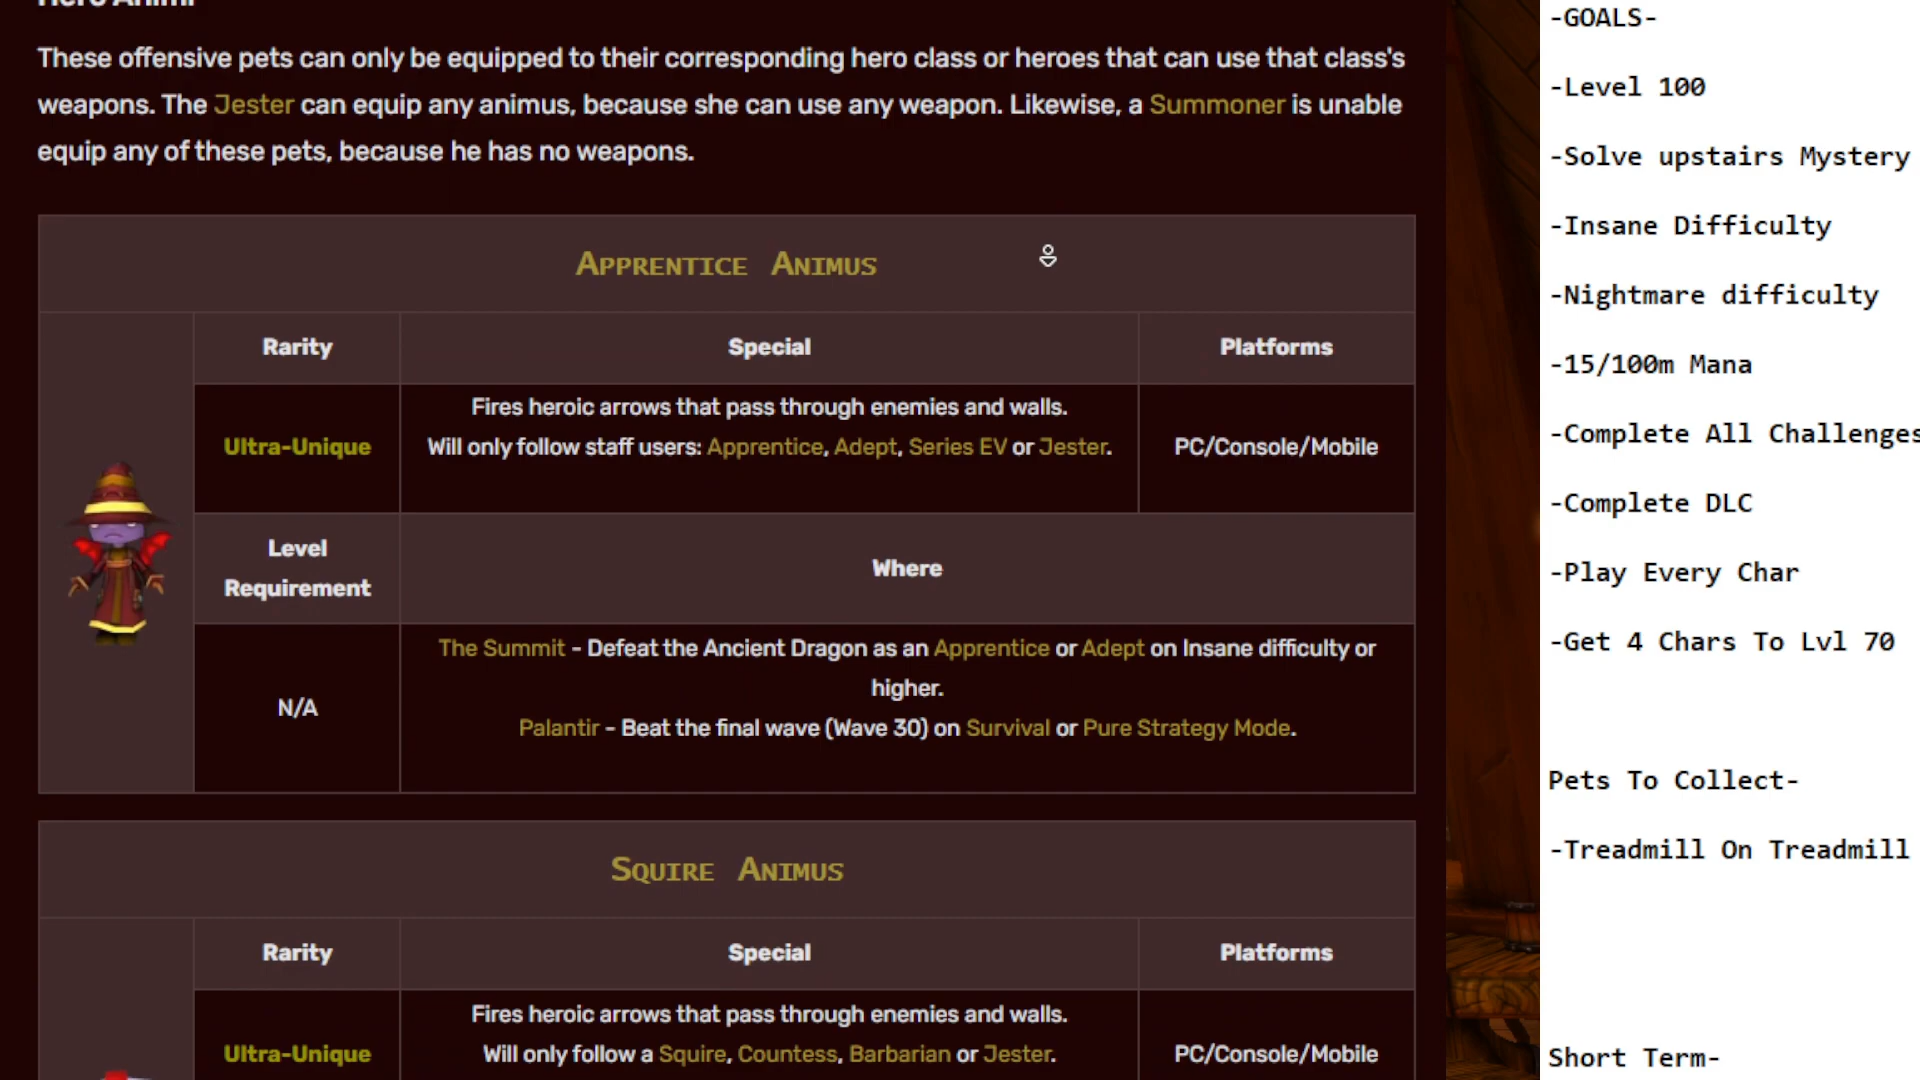 Hero Animi
These offensive pets can only be equipped to their corresponding hero class or heroes that can use that class's
weapons. The Jester can equip any animus, because she can use any weapon. Likewise, a Summoner is unable
equip any of these pets, because he has no weapons.
Apprentice Animus
Rarity
Special
Platforms
Ultra-Unique
Fires heroic arrows that pass through enemies and walls.
Will only follow staff users: Apprentice, Adept, Series EV or Jester.
PC/Console/Mobile
Level
Requirement
Where
N/A
The Summit - Defeat the Ancient Dragon as an Apprentice or Adept on Insane difficulty or
higher.
Palantir - Beat the final wave (Wave 30) on Survival or Pure Strategy Mode.
Squire Animus
Rarity
Special
Platforms
Ultra-Unique
Fires heroic arrows that pass through enemies and walls.
Will only follow a Squire, Countess, Barbarian or Jester.
PC/Console/Mobile
-GOALS-
-Level 100
-Solve upstairs Mystery
-Insane Difficulty
-Nightmare difficulty
-15/100m Mana
-Complete All Challenges
-Complete DLC
-Play Every Char
-Get 4 Chars To Lvl 70
Pets To Collect-
-Treadmill On Treadmill
Short Term-